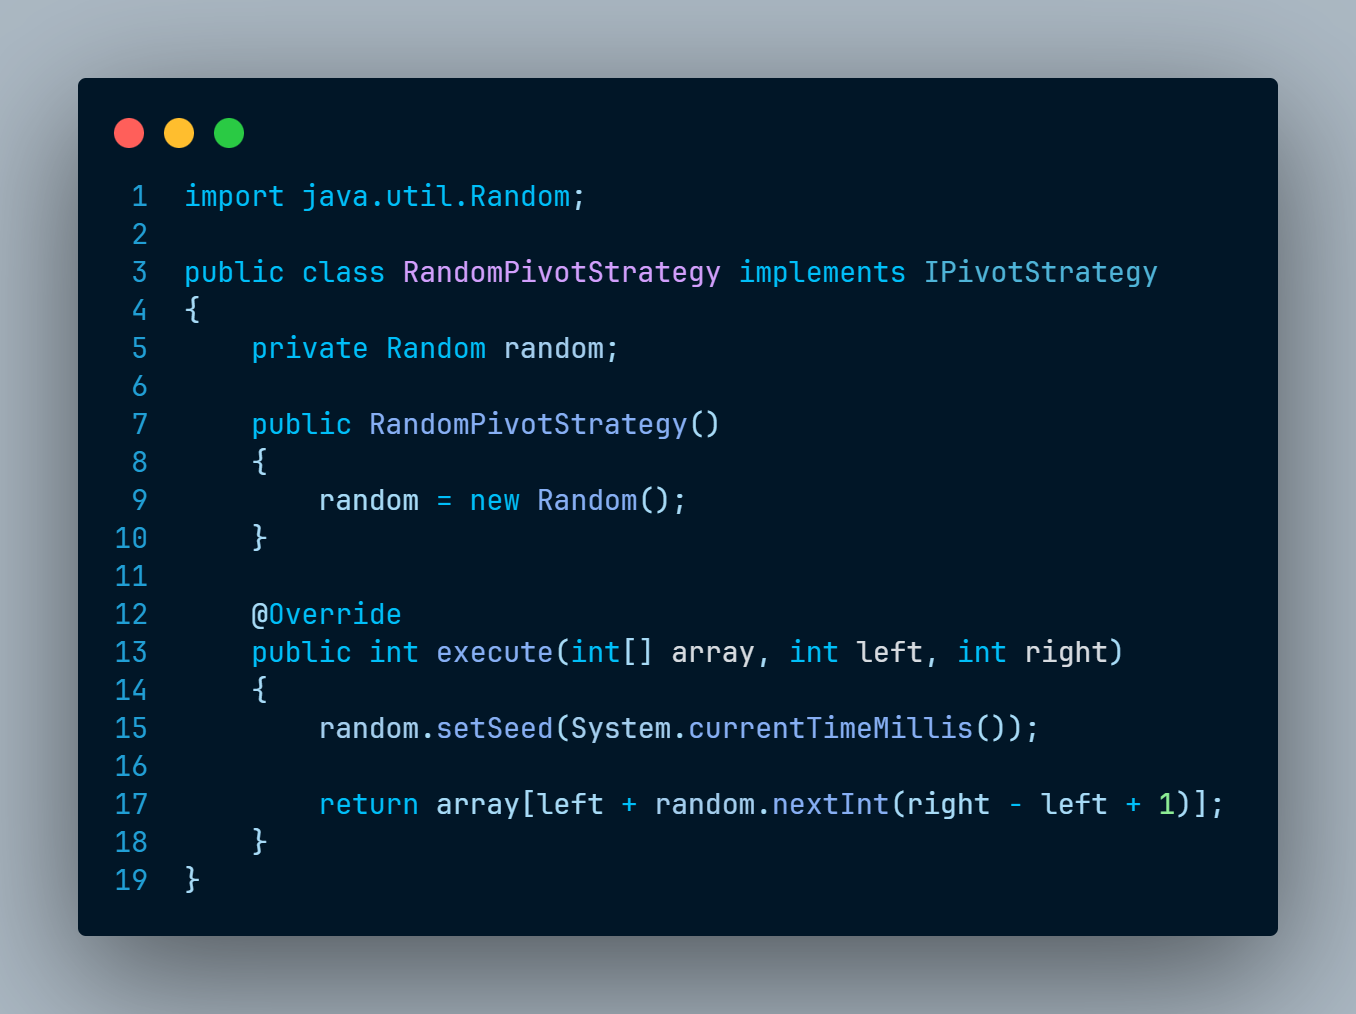 1 import java.util.Random;
2
3 public class RandomPivotStrategy implements IPivotStrategy
4 {
5     private Random random;
6
7     public RandomPivotStrategy()
8     {
9         random = new Random();
10     }
11
12     @Override
13     public int execute(int[] array, int left, int right)
14     {
15         random.setSeed(System.currentTimeMillis());
16
17         return array[left + random.nextInt(right - left + 1)];
18     }
19 }